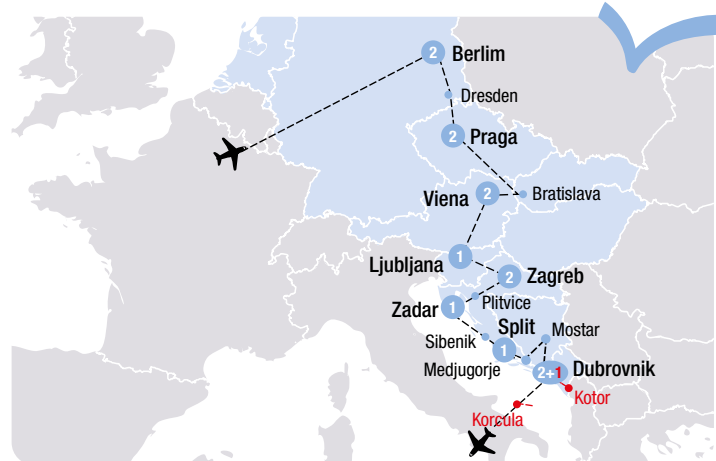 2 Berlim
Dresden
2 Praga
Viena 2 Bratislava
Ljubljana 1
2 Zagreb
Plitvice
Zadar 1
Split
Mostar
Sibenik
1
Medjugorje
2+1 Dubrovnik
Kotor
Korcula